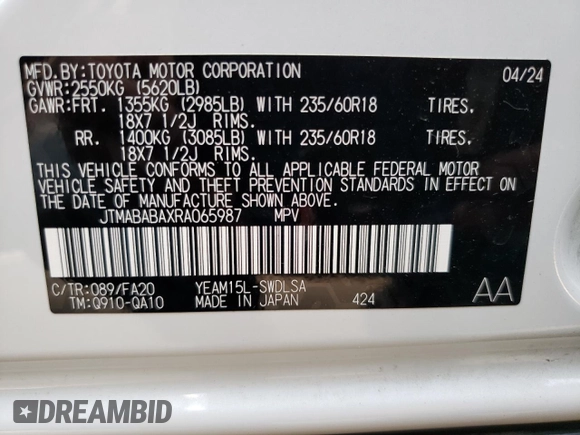 MFD.BY:TOYOTA MOTOR CORPORATION 04/24
GVWR:2550KG (5620LB)
GAWR:FRT. 1355KG (2985LB) WITH 235/60R18 TIRES.
18X7 1/2J RIMS.
RR. 1400KG (3085LB) WITH 235/60R18 TIRES.
18X7 1/2J RIMS.
THIS VEHICLE CONFORMS TO ALL APPLICABLE FEDERAL MOTOR
VEHICLE SAFETY AND THEFT PREVENTION STANDARDS IN EFFECT ON
THE DATE OF MANUFACTURE SHOWN ABOVE.
JTMABABAXRA065987 MPV
C/TR:089/FA20 YEAM15L-SWDLSA AA
TM:Q910-QA10 MADE IN JAPAN 424
DREAMBID